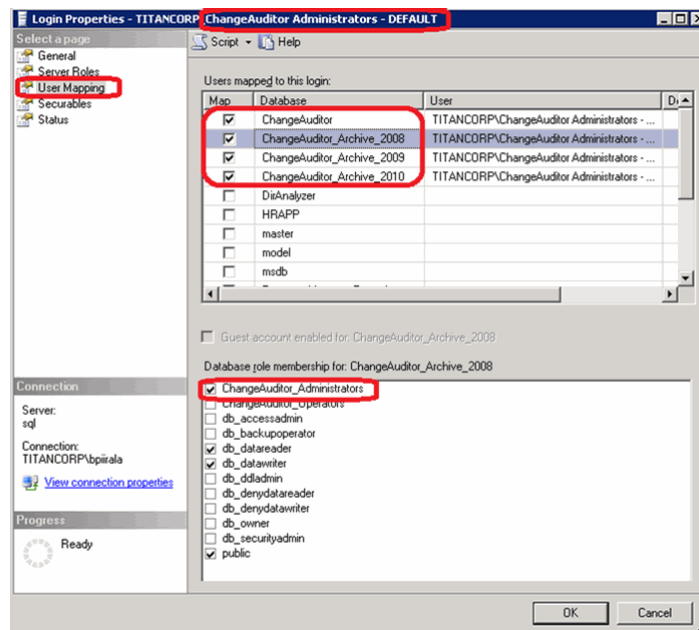 Login Properties - TITANCORP\ChangeAuditor Administrators - DEFAULT
Select a page
General
Server Roles
User Mapping
Securables
Status
Script
Help
Users mapped to this login:
Map Database User
ChangeAuditor TITANCORP\ChangeAuditor Administrators - ...
ChangeAuditor_Archive_2008 TITANCORP\ChangeAuditor Administrators - ...
ChangeAuditor_Archive_2009 TITANCORP\ChangeAuditor Administrators - ...
ChangeAuditor_Archive_2010 TITANCORP\ChangeAuditor Administrators - ...
DirAnalyzer
HRAPP
master
model
msdb
Guest account enabled for: ChangeAuditor_Archive_2008
Database role membership for: ChangeAuditor_Archive_2008
ChangeAuditor_Administrators
ChangeAuditor_Operators
db_accessadmin
db_backupoperator
db_datareader
db_datawriter
db_ddladmin
db_denydatareader
db_denydatawriter
db_owner
db_securityadmin
public
Connection
Server:
sql
Connection:
TITANCORP\bpiirala
View connection properties
Progress
Ready
OK
Cancel